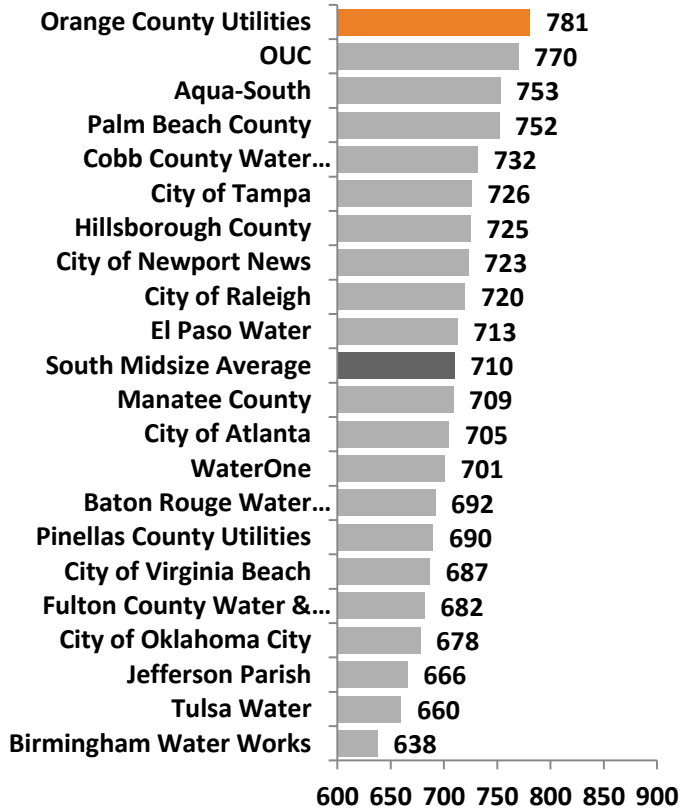 Orange County Utilities 781
OUC 770
Aqua-South 753
Palm Beach County 752
Cobb County Water... 732
City of Tampa 726
Hillsborough County 725
City of Newport News 723
City of Raleigh 720
El Paso Water 713
South Midsize Average 710
Manatee County 709
City of Atlanta 705
WaterOne 701
Baton Rouge Water... 692
Pinellas County Utilities 690
City of Virginia Beach 687
Fulton County Water &... 682
City of Oklahoma City 678
Jefferson Parish 666
Tulsa Water 660
Birmingham Water Works 638
600 650 700 750 800 850 900